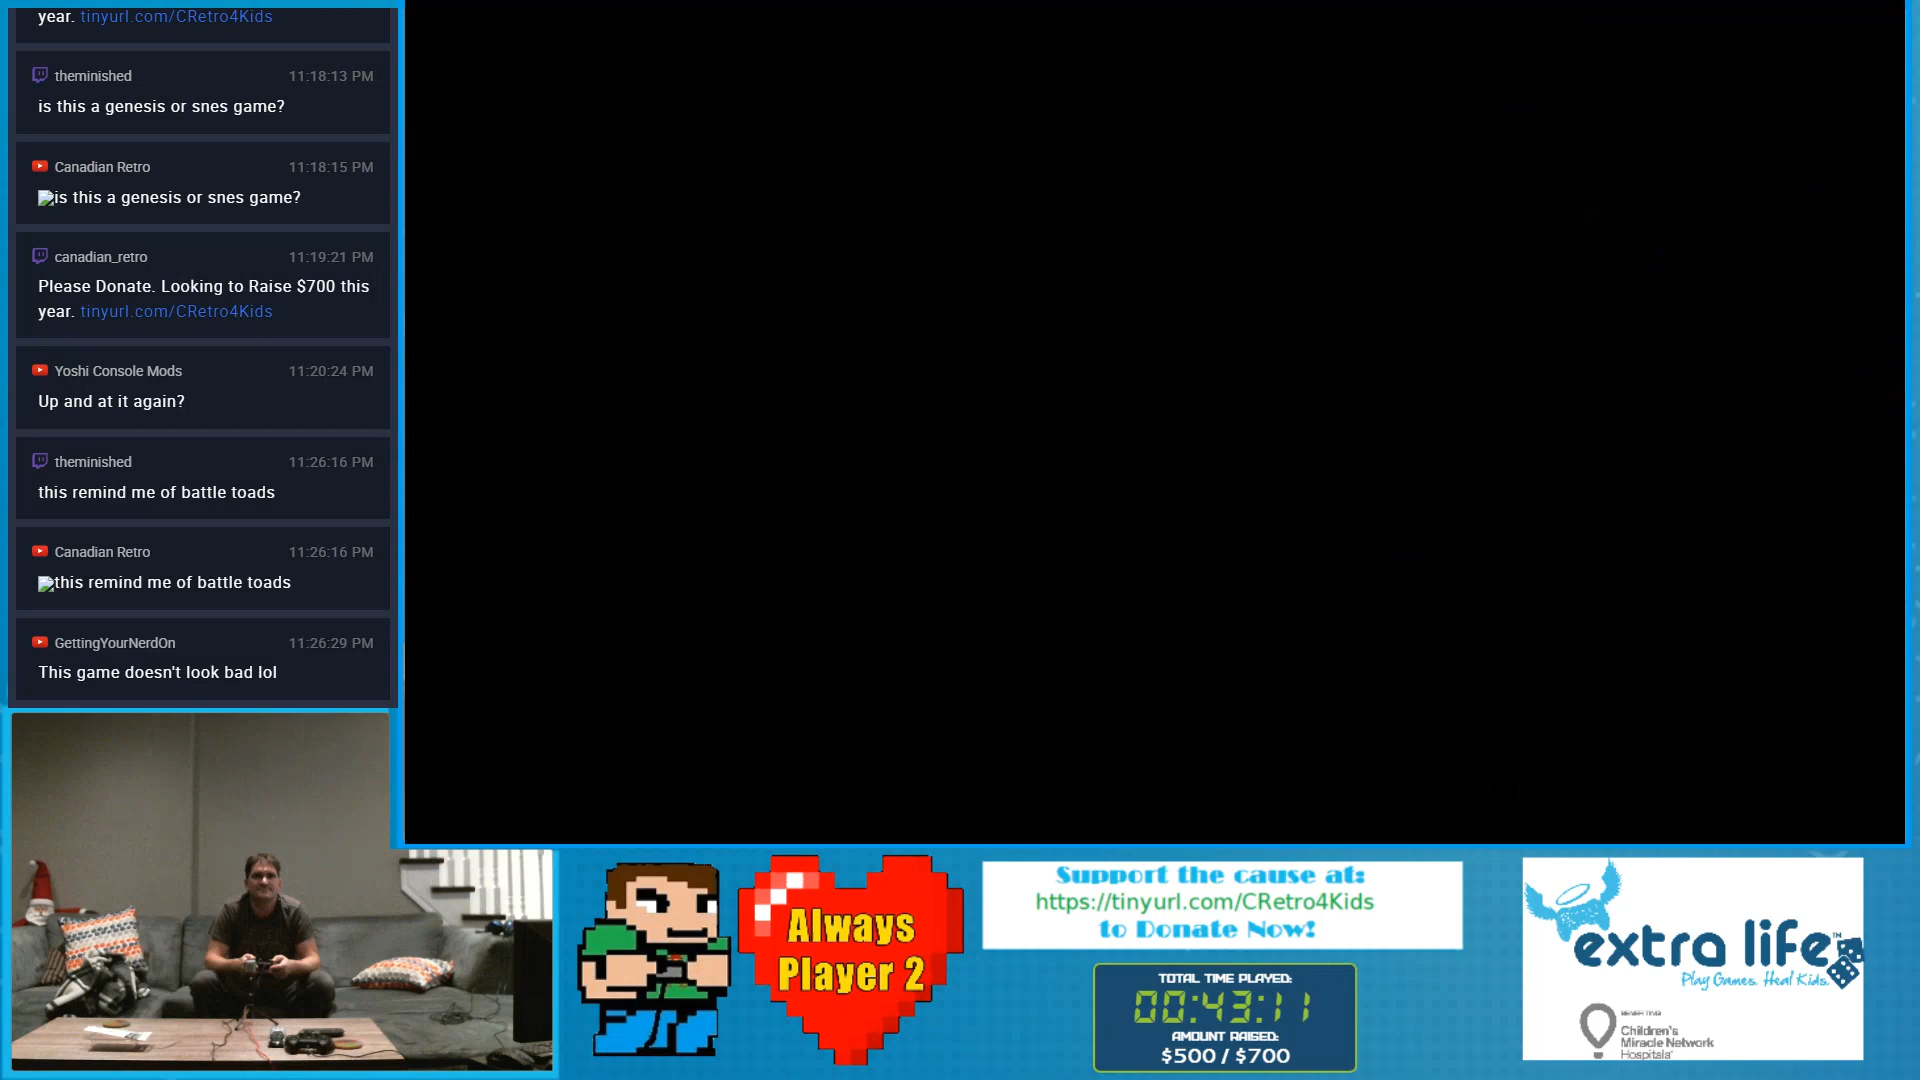 year. tinyurl.com/CRetro4Kids
theminished 11:18:13 PM
is this a genesis or snes game?
Canadian Retro 11:18:15 PM
is this a genesis or snes game?
canadian_retro 11:19:21 PM
Please Donate. Looking to Raise $700 this
year. tinyurl.com/CRetro4Kids
Yoshi Console Mods 11:20:24 PM
Up and at it again?
theminished 11:26:16 PM
this remind me of battle toads
Canadian Retro 11:26:16 PM
this remind me of battle toads
GettingYourNerdOn 11:26:29 PM
This game doesn't look bad lol
Always
Player 2
Support the cause at:
https://tinyurl.com/CRetro4Kids
to Donate Now!
TOTAL TIME PLAYED:
00:43:11
AMOUNT RAISED:
$500 / $700
extra life TM
Play Games. Heal Kids.
BENEFITING
Children's
Miracle Network
Hospitals